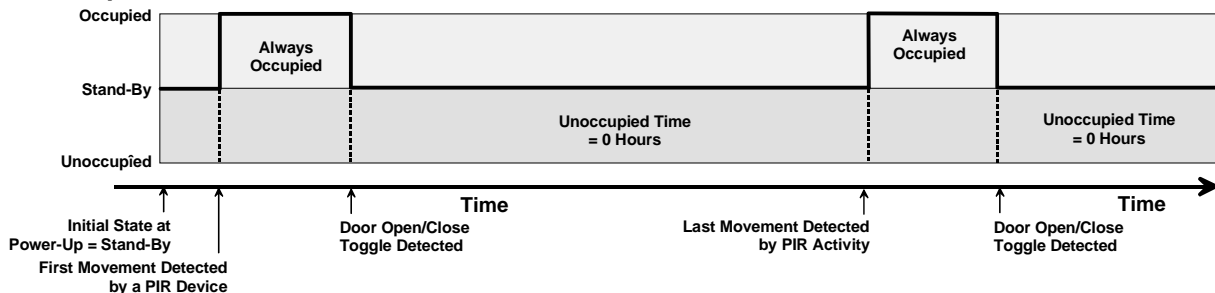 Occupied
Always
Occupied
Always
Occupied
Stand-By
Unoccupied Time
= 0 Hours
Unoccupied Time
= 0 Hours
Unoccupied
Time
Time
Initial State at
Power-Up = Stand-By
First Movement Detected
by a PIR Device
Door Open/Close
Toggle Detected
Last Movement Detected
by PIR Activity
Door Open/Close
Toggle Detected